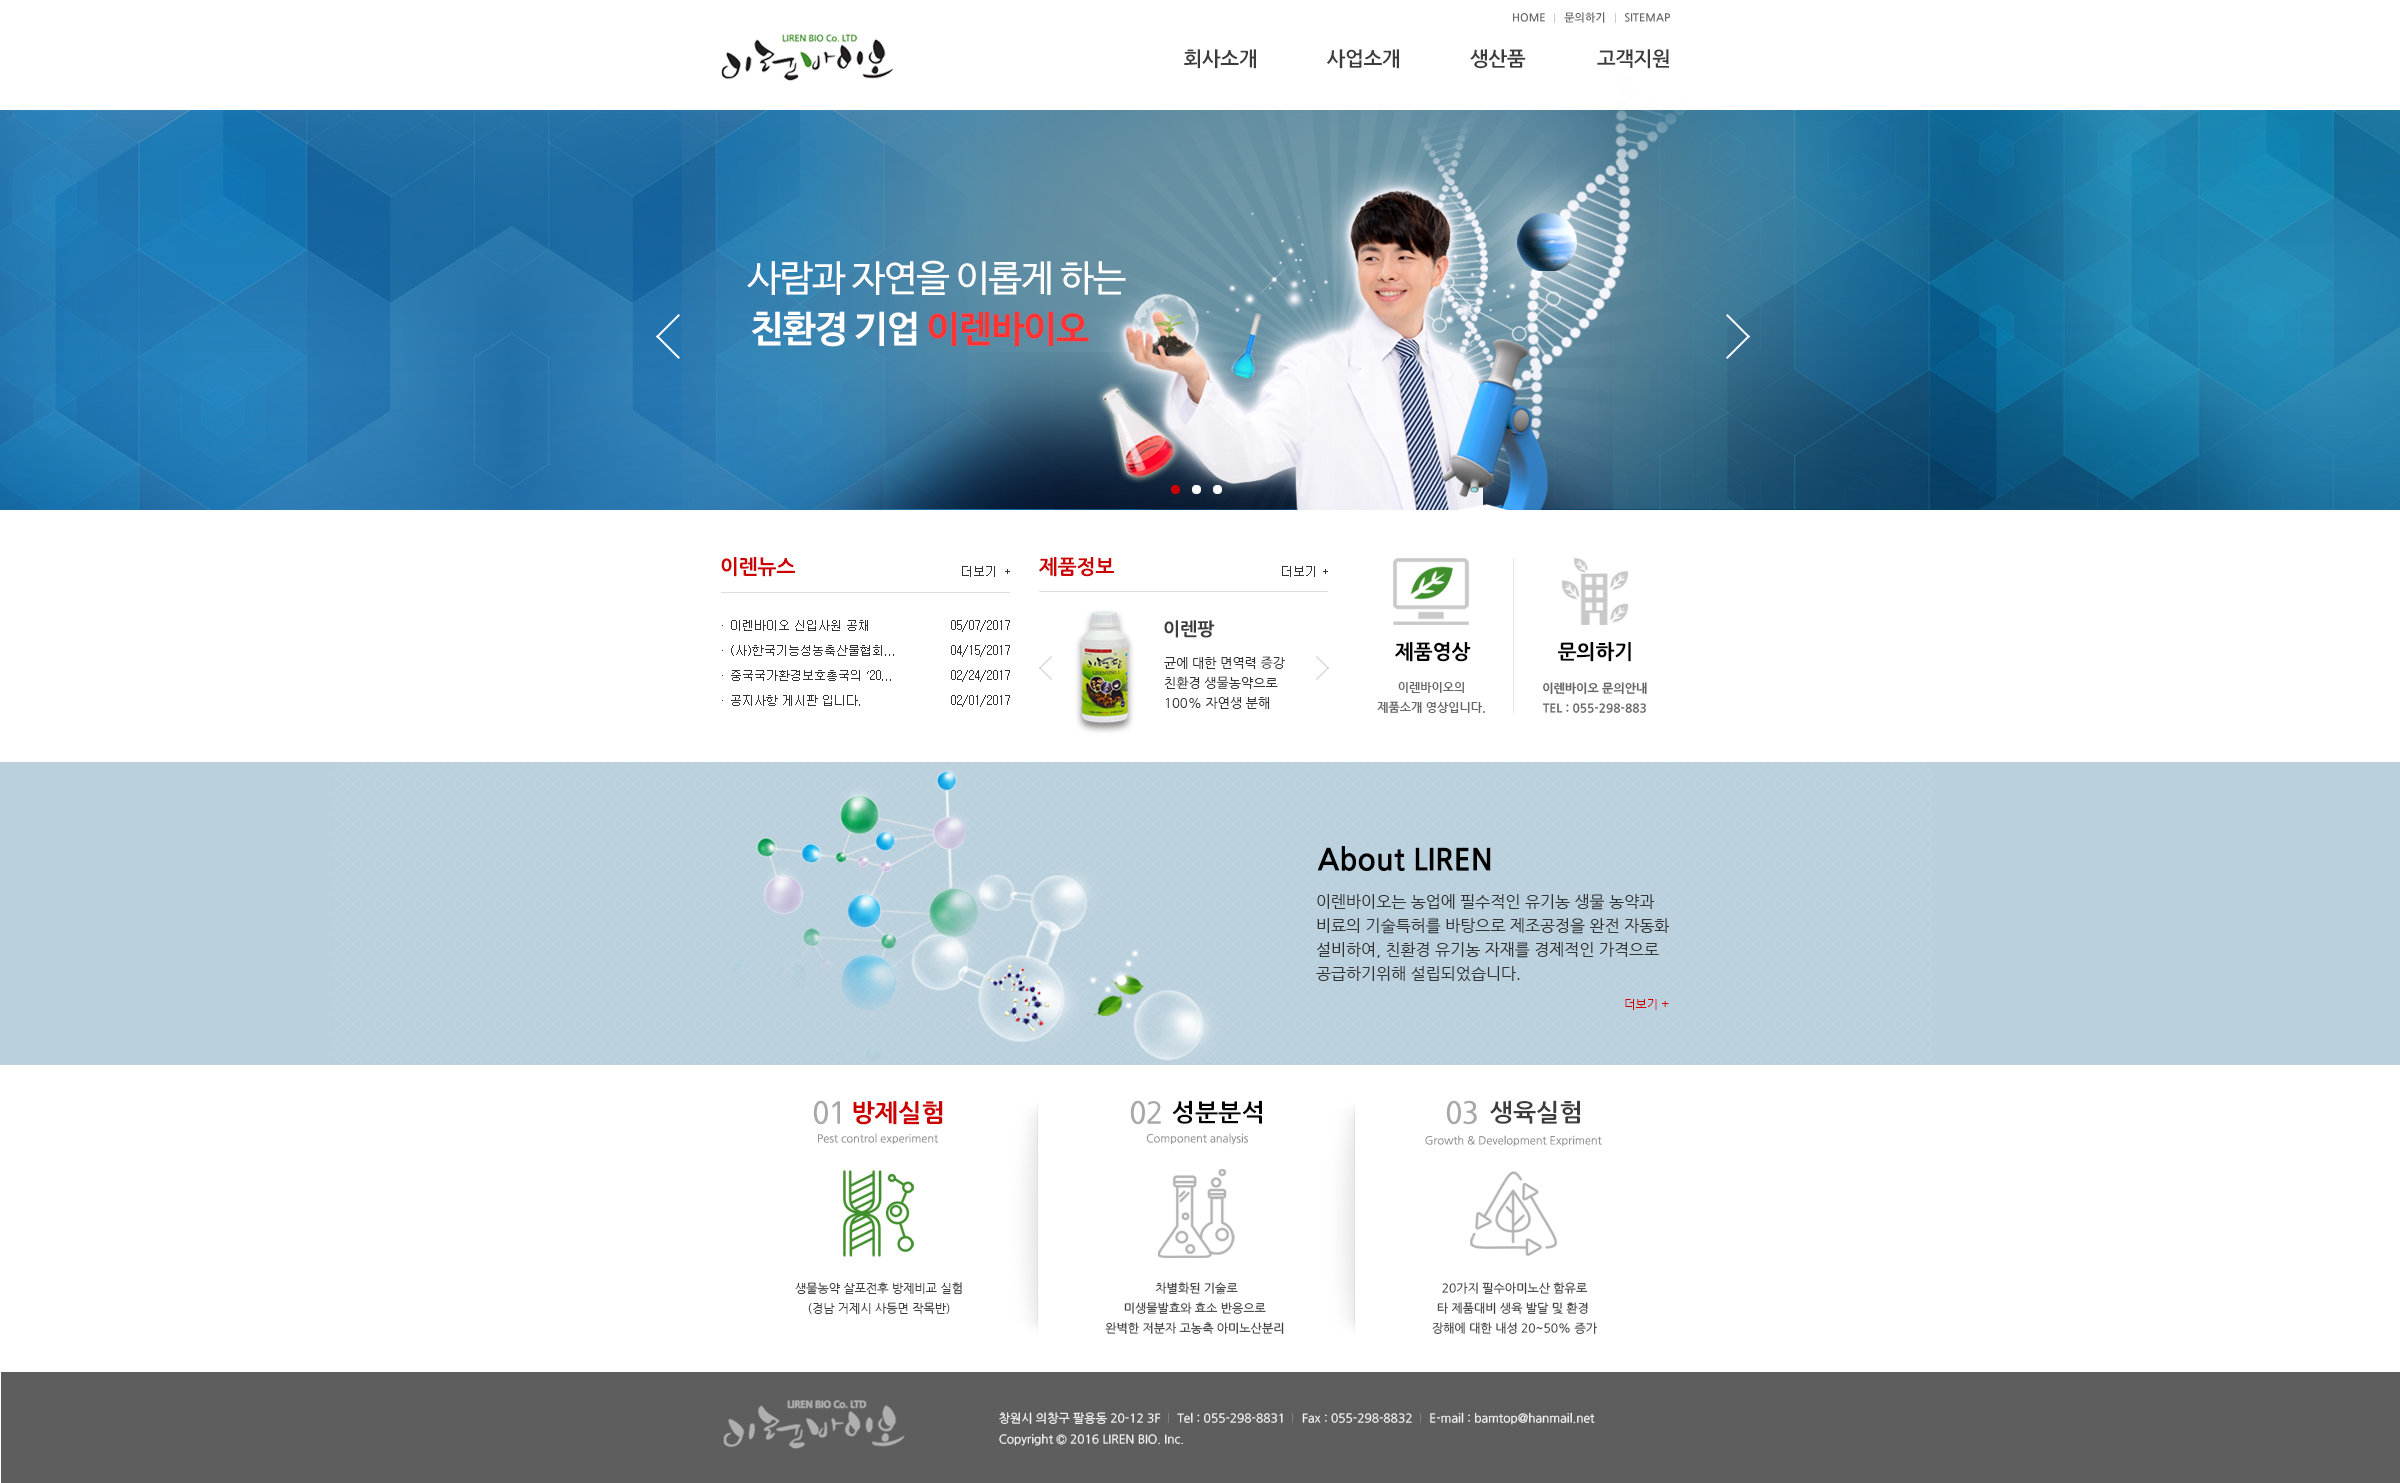 HOME 문의하기 SITEMAP
LIREN BIO Co. LTD
이렌바이오
회사소개 사업소개 생산품 고객지원
사람과 자연을 이롭게 하는
친환경 기업 이렌바이오
이렌뉴스 더보기 +
· 이렌바이오 신입사원 공채 05/07/2017
· (사)한국기능성농축산물협회... 04/15/2017
· 중국국가환경보호총국의 '20... 02/24/2017
· 공지사항 게시판 입니다. 02/01/2017
제품정보 더보기 +
이렌팡
균에 대한 면역력 증강
친환경 생물농약으로
100% 자연생 분해
제품영상
이렌바이오의
제품소개 영상입니다.
문의하기
이렌바이오 문의안내
TEL : 055-298-883
About LIREN
이렌바이오는 농업에 필수적인 유기농 생물 농약과
비료의 기술특허를 바탕으로 제조공정을 완전 자동화
설비하여, 친환경 유기농 자재를 경제적인 가격으로
공급하기위해 설립되었습니다.
더보기 +
01 방제실험
Pest control experiment
생물농약 살포전후 방제비교 실험
(경남 거제시 사등면 작목반)
02 성분분석
Component analysis
차별화된 기술로
미생물발효와 효소 반응으로
완벽한 저분자 고농축 아미노산분리
03 생육실험
Growth & Development Expriment
20가지 필수아미노산 함유로
타 제품대비 생육 발달 및 환경
장해에 대한 내성 20~50% 증가
LIREN BIO Co. LTD
이렌바이오
창원시 의창구 팔용동 20-12 3F Tel : 055-298-8831 Fax : 055-298-8832 E-mail : bamtop@hanmail.net
Copyright © 2016 LIREN BIO. Inc.